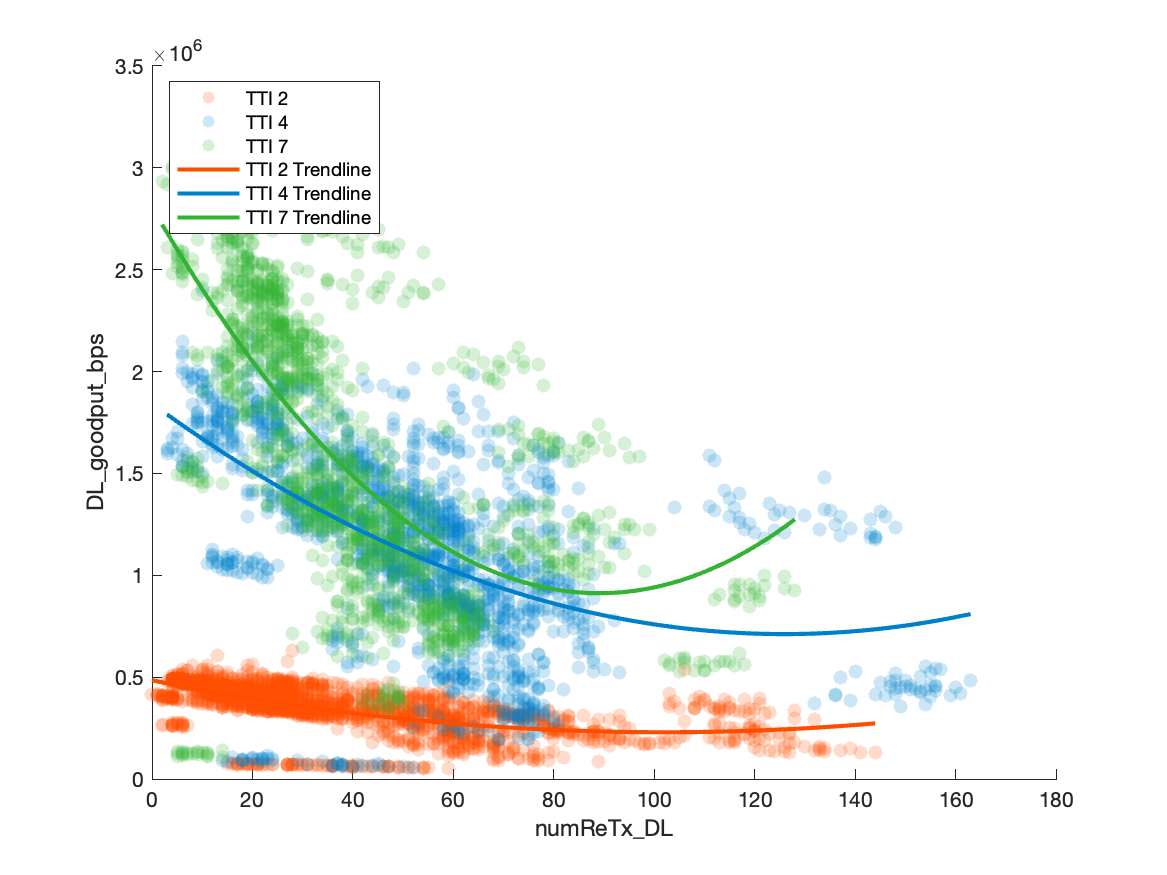 × 10⁶
3.5
3
2.5
2
1.5
1
0.5
0
TTI 2
TTI 4
TTI 7
TTI 2 Trendline
TTI 4 Trendline
TTI 7 Trendline
DL_goodput_bps
0 20 40 60 80 100 120 140 160 180
numReTx_DL